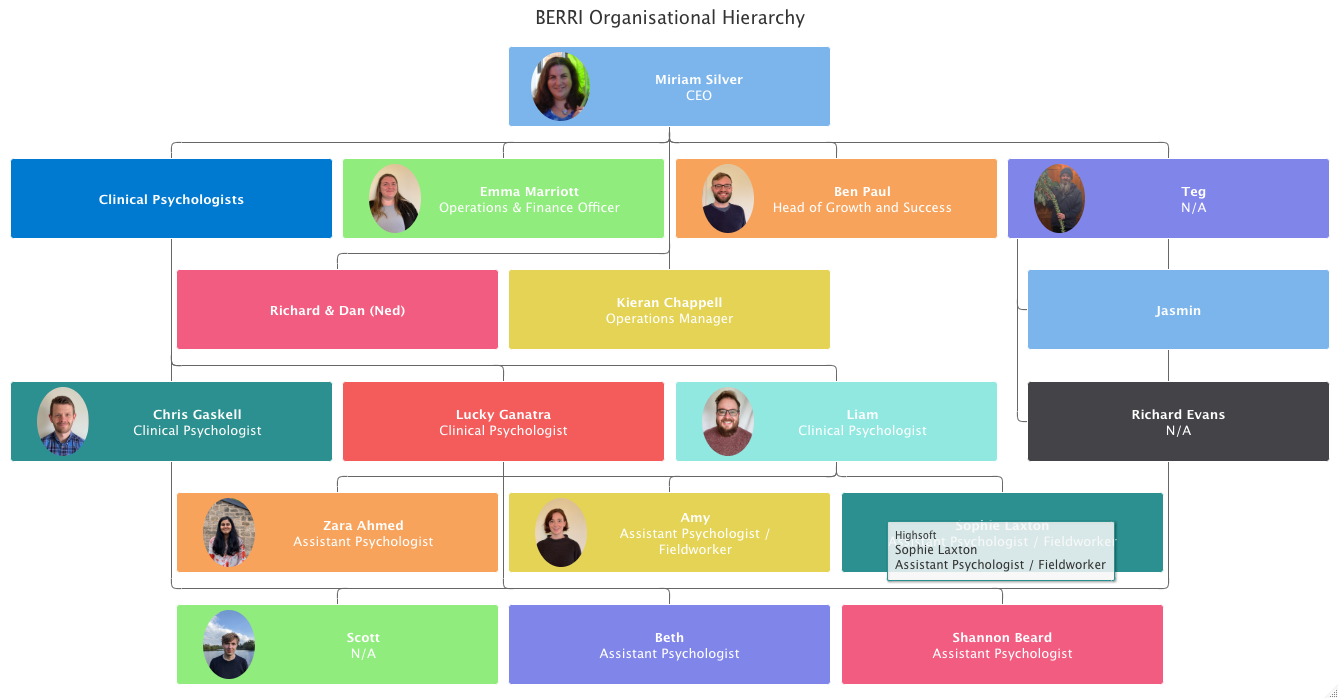 BERRI Organisational Hierarchy
Miriam Silver
CEO
Clinical Psychologists
Emma Marriott
Operations & Finance Officer
Ben Paul
Head of Growth and Success
Teg
N/A
Richard & Dan (Ned)
Kieran Chappell
Operations Manager
Jasmin
Chris Gaskell
Clinical Psychologist
Lucky Ganatra
Clinical Psychologist
Liam
Clinical Psychologist
Richard Evans
N/A
Zara Ahmed
Assistant Psychologist
Amy
Assistant Psychologist /
Fieldworker
Sophie Laxton
Assistant Psychologist / Fieldworker
Highsoft
Sophie Laxton
Assistant Psychologist / Fieldworker
Scott
N/A
Beth
Assistant Psychologist
Shannon Beard
Assistant Psychologist